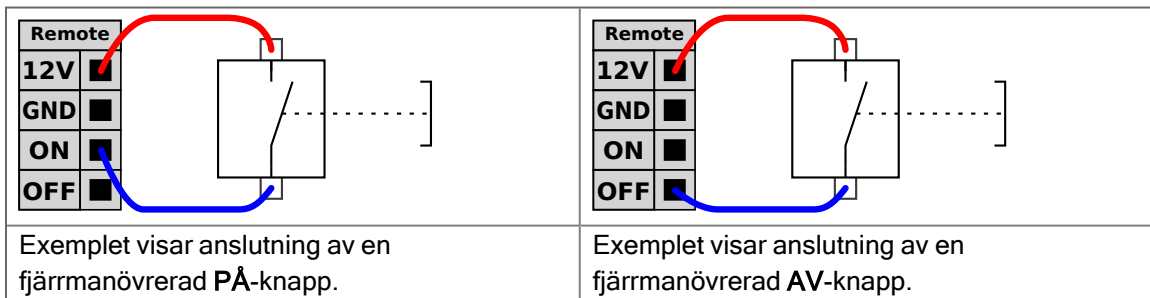 Remote
12V
GND
ON
OFF
Exemplet visar anslutning av en
fjärrmanövrerad PÅ-knapp.
Remote
12V
GND
ON
OFF
Exemplet visar anslutning av en
fjärrmanövrerad AV-knapp.